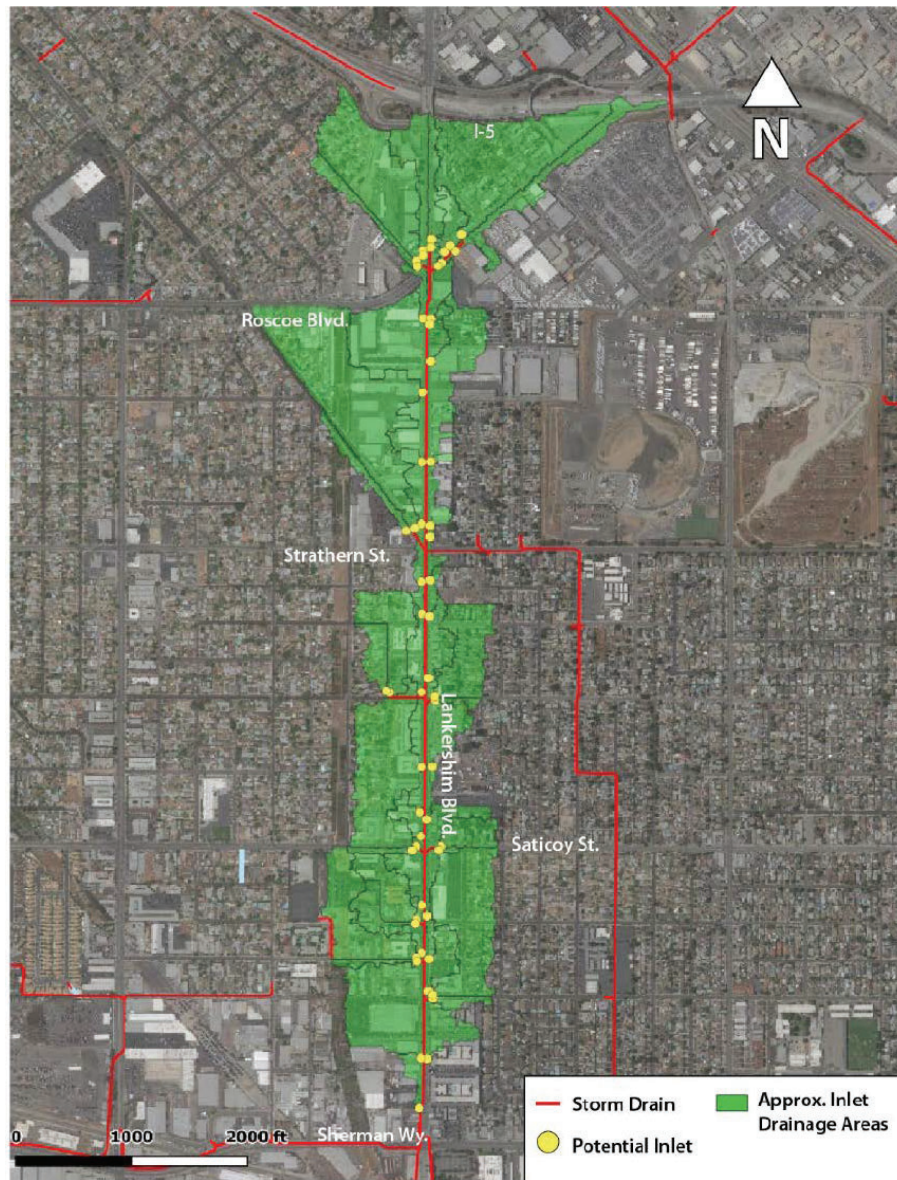 I-5
N
Roscoe Blvd.
Strathern St.
Lankershim Blvd.
Saticoy St.
Sherman Wy.
0 1000 2000 ft
Storm Drain
Potential Inlet
Approx. Inlet
Drainage Areas